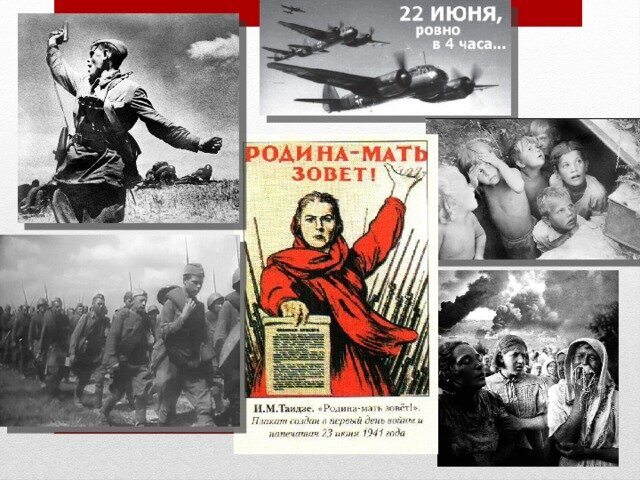 22 ИЮНЯ,
ровно
в 4 часа...
РОДИНА-МАТЬ
ЗОВЕТ!
И.М.Таидзе. «Родина-мать зовёт!».
Плакат создан в первый день войны и
напечатан 23 июня 1941 года